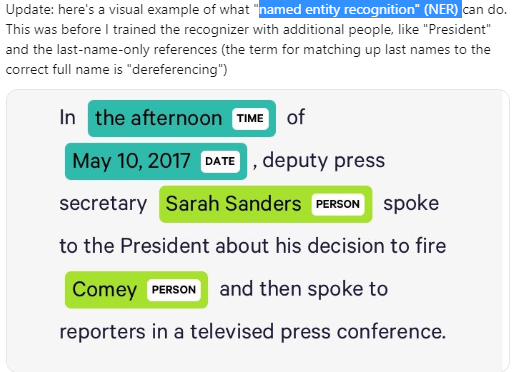 Update: here's a visual example of what "named entity recognition" (NER) can do.
This was before I trained the recognizer with additional people, like "President"
and the last-name-only references (the term for matching up last names to the
correct full name is "dereferencing")
In the afternoon TIME of
May 10, 2017 DATE , deputy press
secretary Sarah Sanders PERSON spoke
to the President about his decision to fire
Comey PERSON and then spoke to
reporters in a televised press conference.